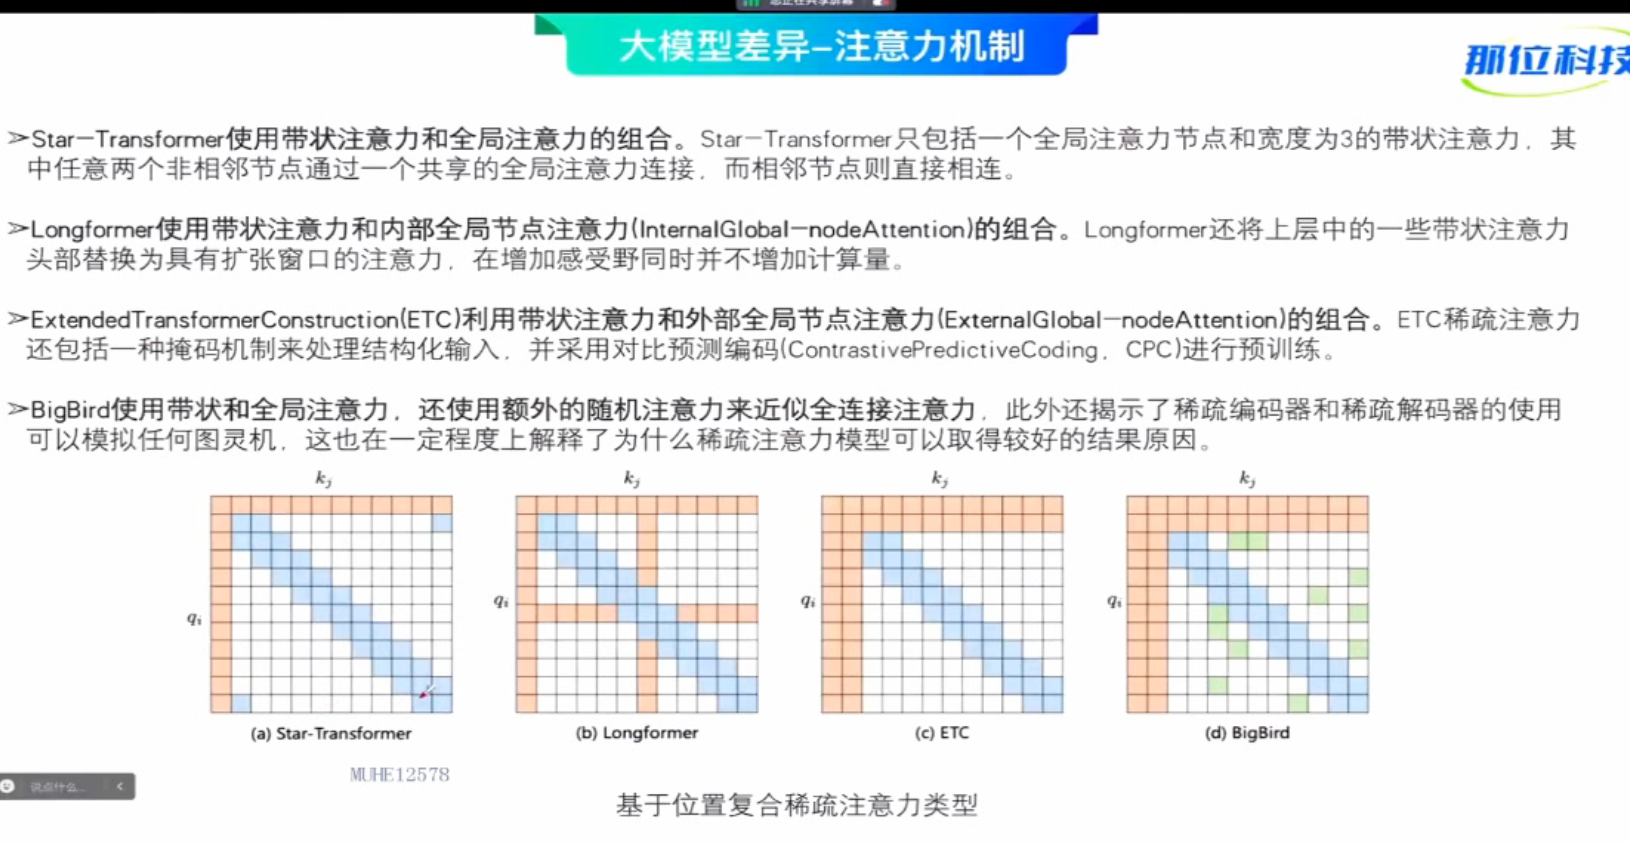 您正在共享屏幕
大模型差异-注意力机制
那位科技
➢Star-Transformer使用带状注意力和全局注意力的组合。Star-Transformer只包括一个全局注意力节点和宽度为3的带状注意力，其
中任意两个非相邻节点通过一个共享的全局注意力连接，而相邻节点则直接相连。
➢Longformer使用带状注意力和内部全局节点注意力(InternalGlobal-nodeAttention)的组合。Longformer还将上层中的一些带状注意力
头部替换为具有扩张窗口的注意力，在增加感受野同时并不增加计算量。
➢ExtendedTransformerConstruction(ETC)利用带状注意力和外部全局节点注意力(ExternalGlobal-nodeAttention)的组合。ETC稀疏注意力
还包括一种掩码机制来处理结构化输入，并采用对比预测编码(ContrastivePredictiveCoding，CPC)进行预训练。
➢BigBird使用带状和全局注意力，还使用额外的随机注意力来近似全连接注意力，此外还揭示了稀疏编码器和稀疏解码器的使用
可以模拟任何图灵机，这也在一定程度上解释了为什么稀疏注意力模型可以取得较好的结果原因。
kj kj kj kj
qi qi qi qi
(a) Star-Transformer (b) Longformer (c) ETC (d) BigBird
MUHE12578
说点什么...
基于位置复合稀疏注意力类型